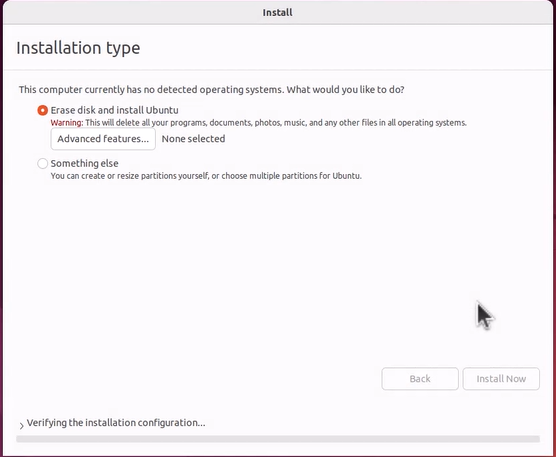 Install
Installation type
This computer currently has no detected operating systems. What would you like to do?
Erase disk and install Ubuntu
Warning: This will delete all your programs, documents, photos, music, and any other files in all operating systems.
Advanced features... None selected
Something else
You can create or resize partitions yourself, or choose multiple partitions for Ubuntu.
Back Install Now
Verifying the installation configuration...